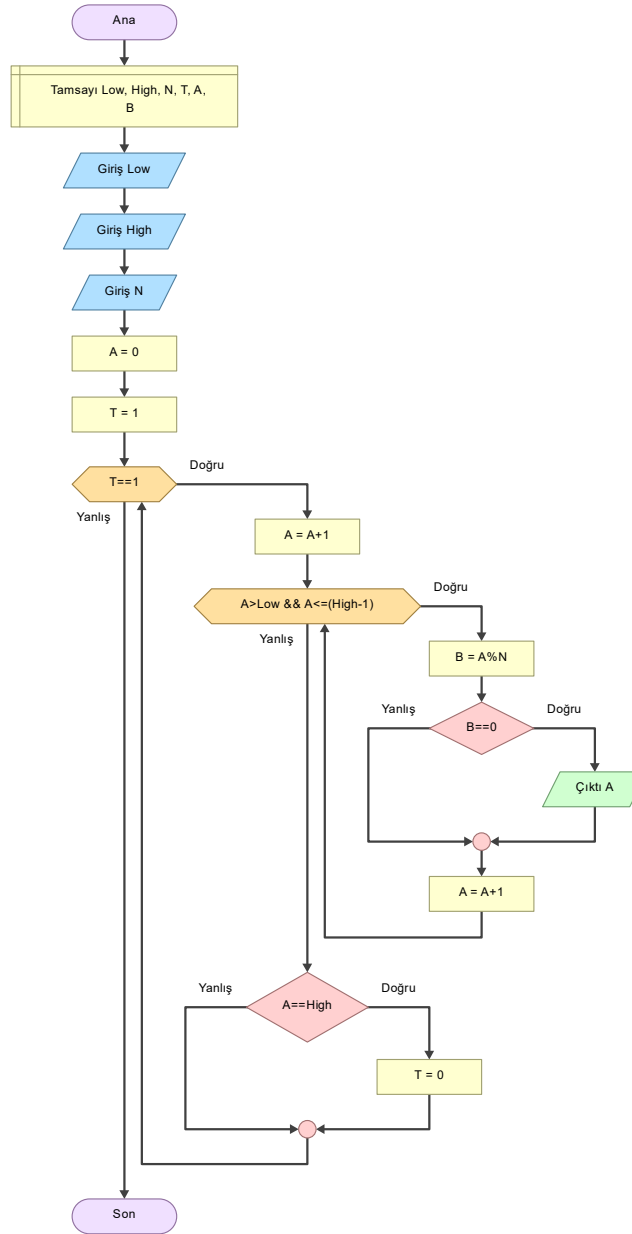 Ana
Tamsayı Low, High, N, T, A,
B
Giriş Low
Giriş High
Giriş N
A = 0
T = 1
T==1
Doğru
Yanlış
A = A+1
A>Low && A<=(High-1)
Doğru
Yanlış
B = A%N
B==0
Yanlış
Doğru
Çıktı A
A = A+1
A==High
Yanlış
Doğru
T = 0
Son